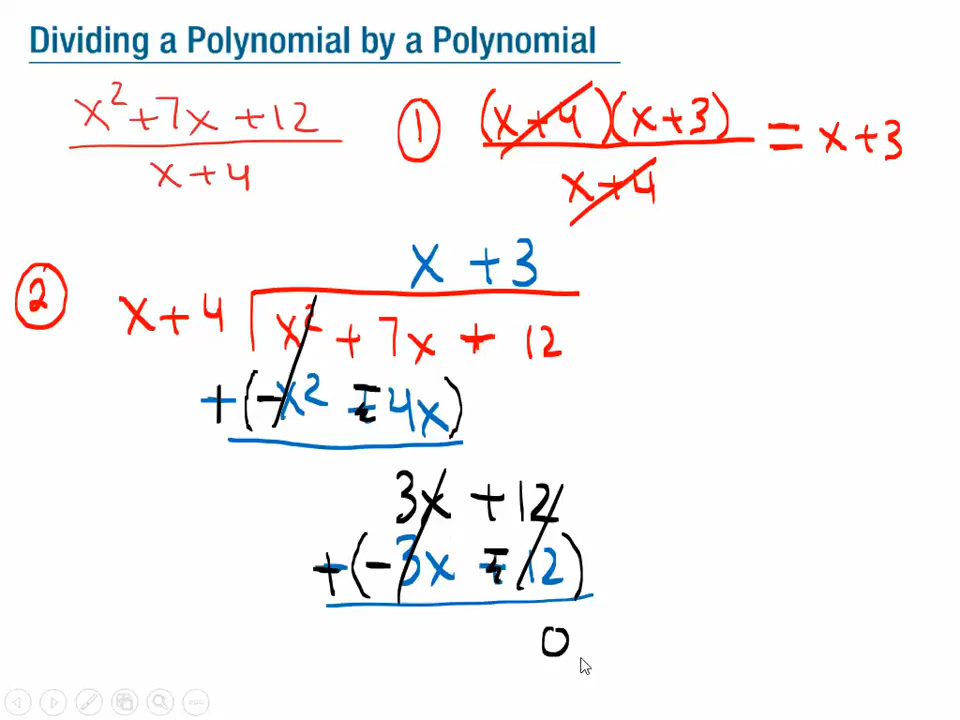 Dividing a Polynomial by a Polynomial
x²+7x+12
x+4
① (x+4)(x+3)
x+4
= x+3
②
x +3
x+4 x² + 7x + 12
+(-x² - 4x)
3x +12
+(-3x - 12)
0